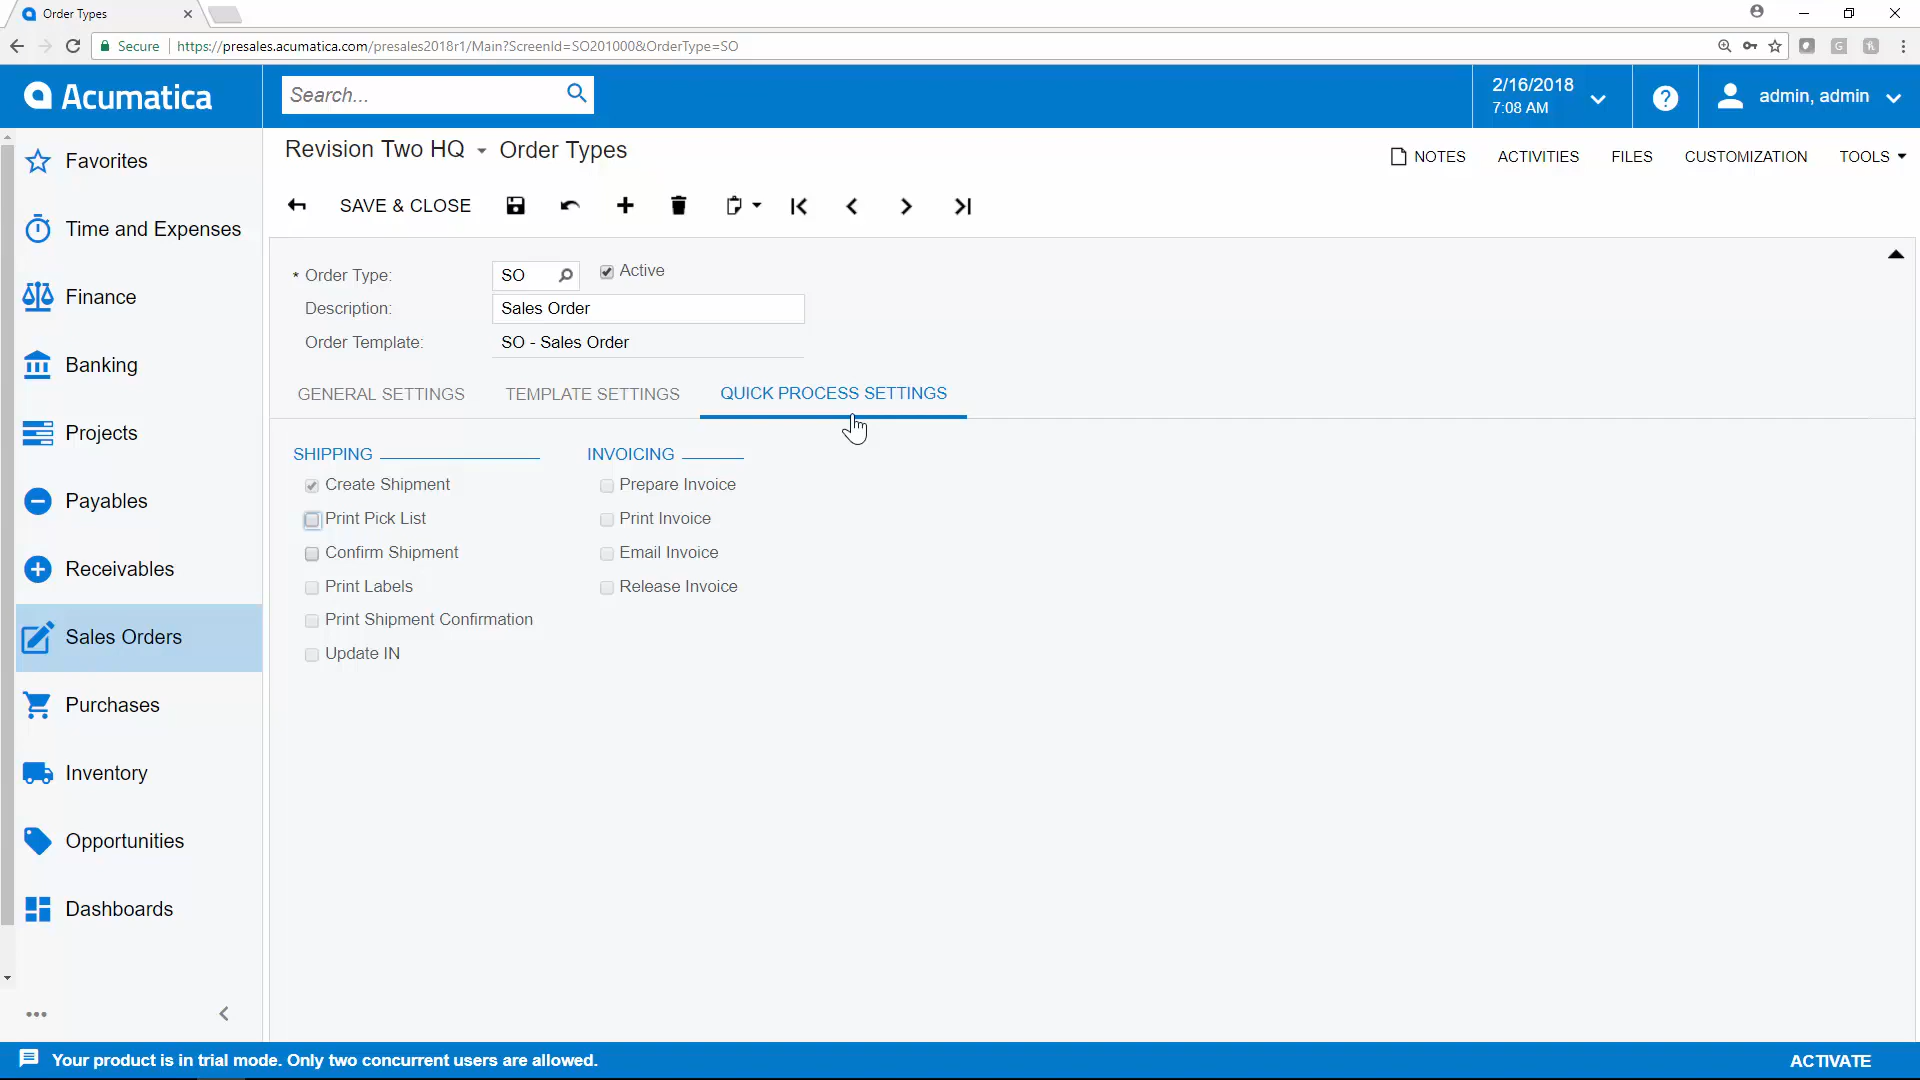 Order Types
Secure https://presales.acumatica.com/presales2018r1/Main?ScreenId=SO201000&OrderType=SO
Acumatica
Search...
2/16/2018
7:08 AM
admin, admin
Favorites
Time and Expenses
Finance
Banking
Projects
Payables
Receivables
Sales Orders
Purchases
Inventory
Opportunities
Dashboards
Revision Two HQ Order Types
NOTES ACTIVITIES FILES CUSTOMIZATION TOOLS
SAVE & CLOSE
* Order Type: SO Active
Description: Sales Order
Order Template: SO - Sales Order
GENERAL SETTINGS TEMPLATE SETTINGS QUICK PROCESS SETTINGS
SHIPPING
Create Shipment
Print Pick List
Confirm Shipment
Print Labels
Print Shipment Confirmation
Update IN
INVOICING
Prepare Invoice
Print Invoice
Email Invoice
Release Invoice
Your product is in trial mode. Only two concurrent users are allowed.
ACTIVATE